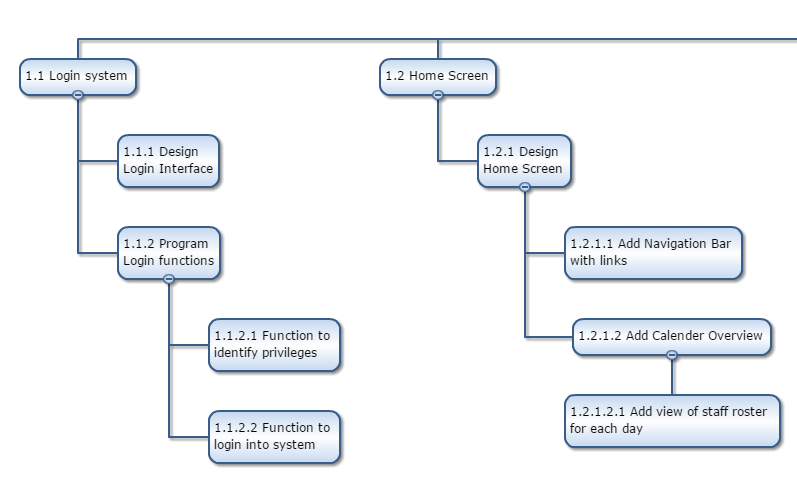 1.1 Login system
1.1.1 Design
Login Interface
1.1.2 Program
Login functions
1.1.2.1 Function to
identify privileges
1.1.2.2 Function to
login into system
1.2 Home Screen
1.2.1 Design
Home Screen
1.2.1.1 Add Navigation Bar
with links
1.2.1.2 Add Calender Overview
1.2.1.2.1 Add view of staff roster
for each day